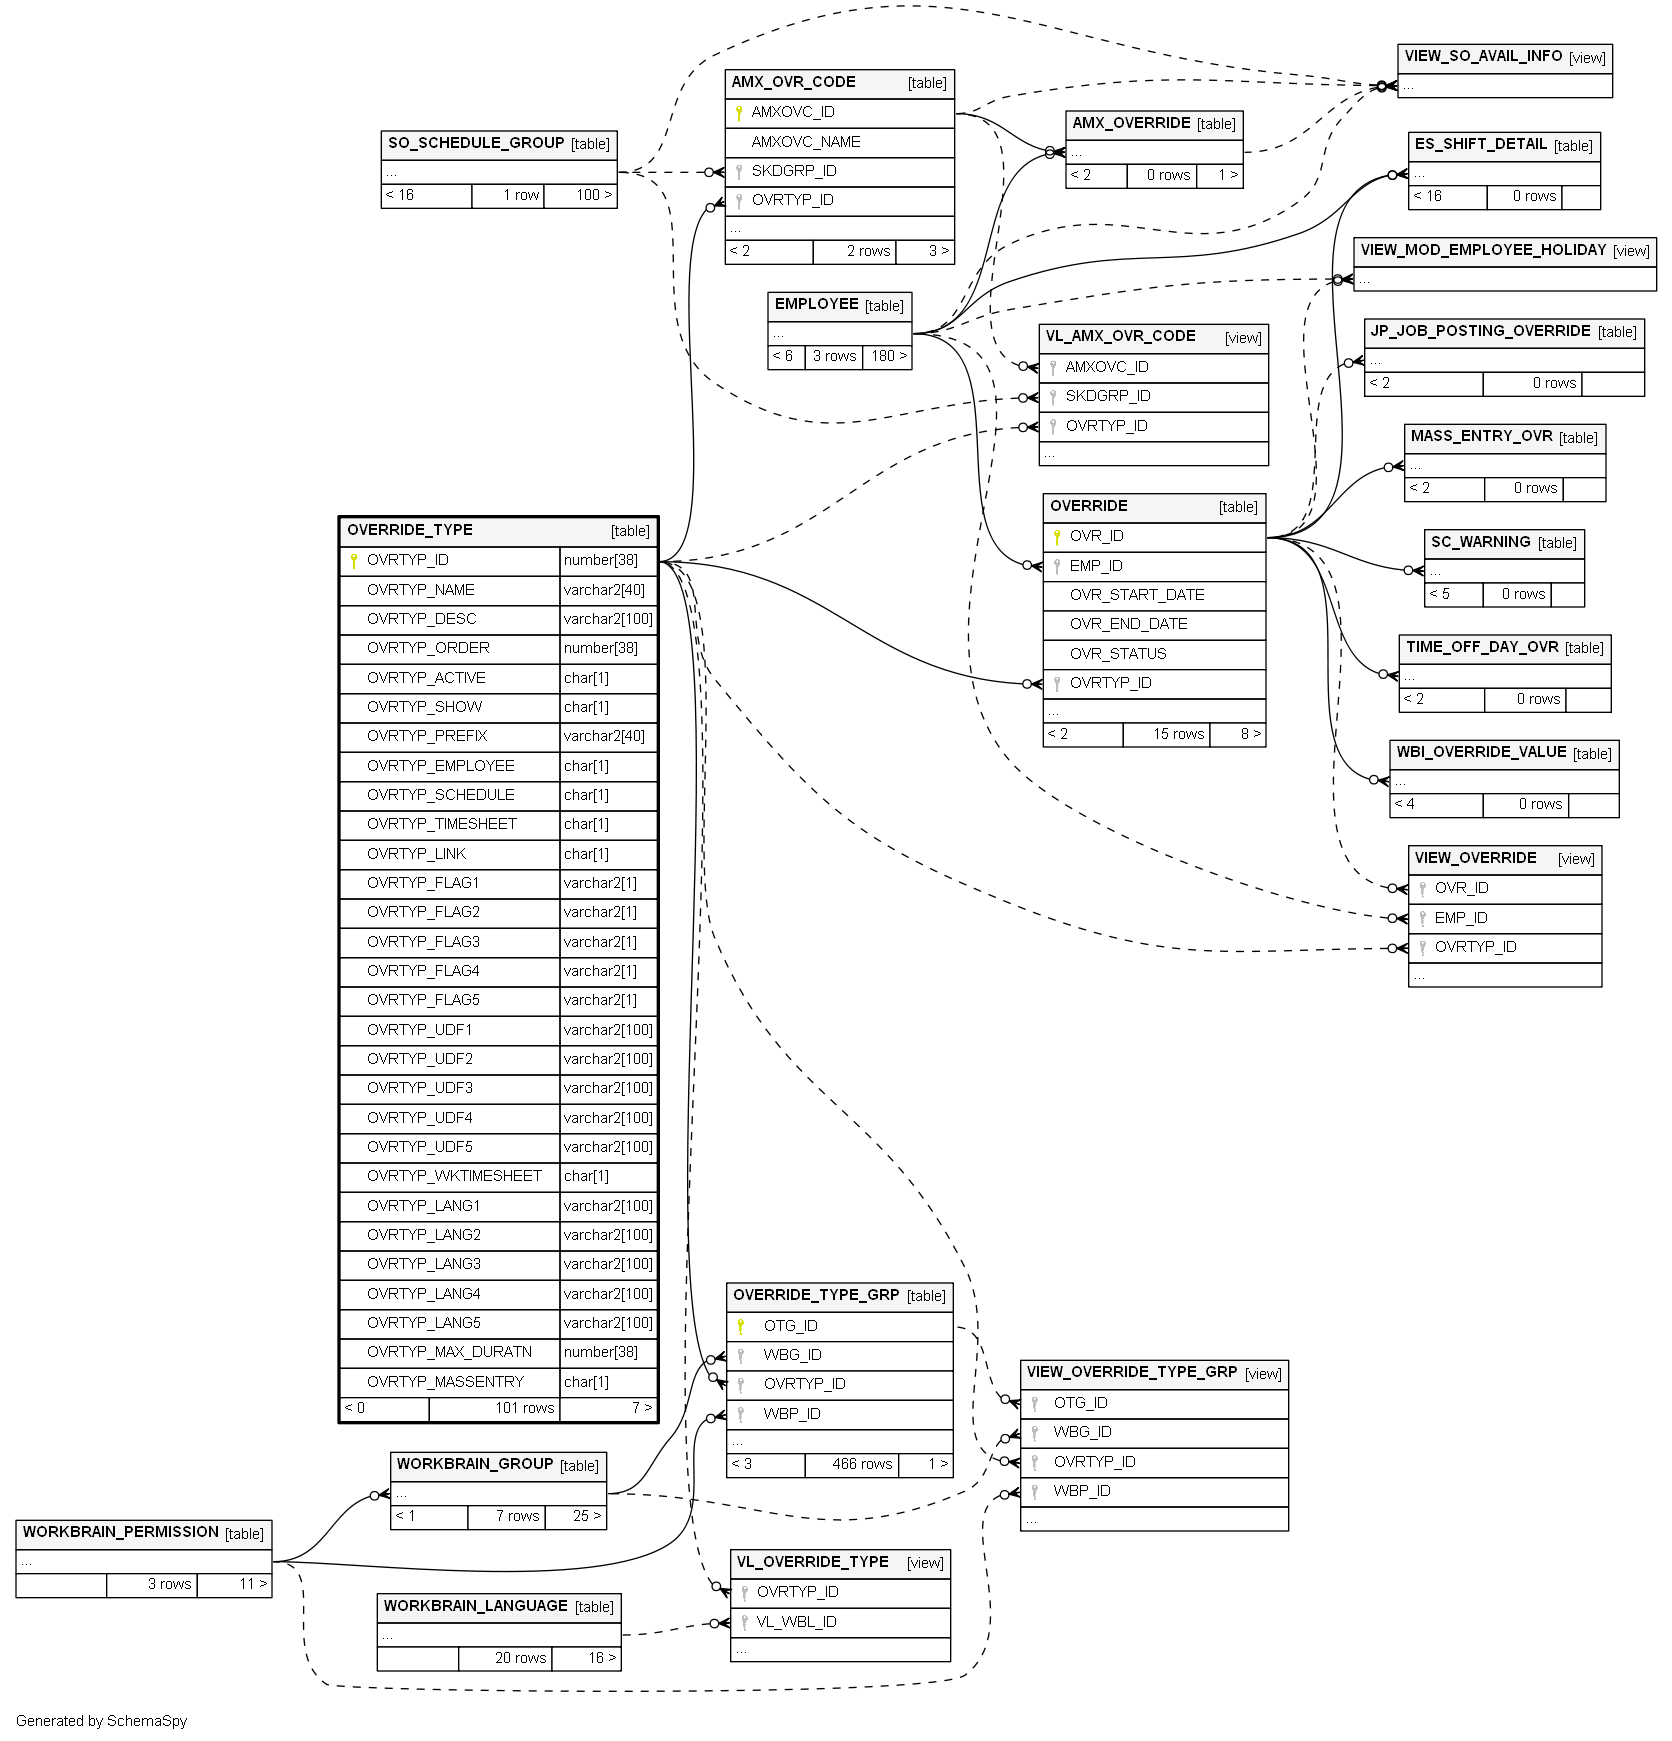 VIEW_SO_AVAIL_INFO [view]
...
AMX_OVR_CODE [table]
AMXOVC_ID
AMXOVC_NAME
SKDGRP_ID
OVRTYP_ID
...
< 2 2 rows 3 >
AMX_OVERRIDE [table]
...
< 2 0 rows 1 >
SO_SCHEDULE_GROUP [table]
...
< 16 1 row 100 >
ES_SHIFT_DETAIL [table]
...
< 16 0 rows
VIEW_MOD_EMPLOYEE_HOLIDAY [view]
...
EMPLOYEE [table]
...
< 6 3 rows 180 >
VL_AMX_OVR_CODE [view]
AMXOVC_ID
SKDGRP_ID
OVRTYP_ID
...
JP_JOB_POSTING_OVERRIDE [table]
...
< 2 0 rows
MASS_ENTRY_OVR [table]
...
< 2 0 rows
OVERRIDE [table]
OVR_ID
EMP_ID
OVR_START_DATE
OVR_END_DATE
OVR_STATUS
OVRTYP_ID
...
< 2 15 rows 8 >
SC_WARNING [table]
...
< 5 0 rows
TIME_OFF_DAY_OVR [table]
...
< 2 0 rows
WBI_OVERRIDE_VALUE [table]
...
< 4 0 rows
VIEW_OVERRIDE [view]
OVR_ID
EMP_ID
OVRTYP_ID
...
OVERRIDE_TYPE [table]
OVRTYP_ID number[38]
OVRTYP_NAME varchar2[40]
OVRTYP_DESC varchar2[100]
OVRTYP_ORDER number[38]
OVRTYP_ACTIVE char[1]
OVRTYP_SHOW char[1]
OVRTYP_PREFIX varchar2[40]
OVRTYP_EMPLOYEE char[1]
OVRTYP_SCHEDULE char[1]
OVRTYP_TIMESHEET char[1]
OVRTYP_LINK char[1]
OVRTYP_FLAG1 varchar2[1]
OVRTYP_FLAG2 varchar2[1]
OVRTYP_FLAG3 varchar2[1]
OVRTYP_FLAG4 varchar2[1]
OVRTYP_FLAG5 varchar2[1]
OVRTYP_UDF1 varchar2[100]
OVRTYP_UDF2 varchar2[100]
OVRTYP_UDF3 varchar2[100]
OVRTYP_UDF4 varchar2[100]
OVRTYP_UDF5 varchar2[100]
OVRTYP_WKTIMESHEET char[1]
OVRTYP_LANG1 varchar2[100]
OVRTYP_LANG2 varchar2[100]
OVRTYP_LANG3 varchar2[100]
OVRTYP_LANG4 varchar2[100]
OVRTYP_LANG5 varchar2[100]
OVRTYP_MAX_DURATN number[38]
OVRTYP_MASSENTRY char[1]
< 0 101 rows 7 >
OVERRIDE_TYPE_GRP [table]
OTG_ID
WBG_ID
OVRTYP_ID
WBP_ID
...
< 3 466 rows 1 >
VIEW_OVERRIDE_TYPE_GRP [view]
OTG_ID
WBG_ID
OVRTYP_ID
WBP_ID
...
WORKBRAIN_GROUP [table]
...
< 1 7 rows 25 >
WORKBRAIN_PERMISSION [table]
...
3 rows 11 >
VL_OVERRIDE_TYPE [view]
OVRTYP_ID
VL_WBL_ID
...
WORKBRAIN_LANGUAGE [table]
...
20 rows 16 >
Generated by SchemaSpy